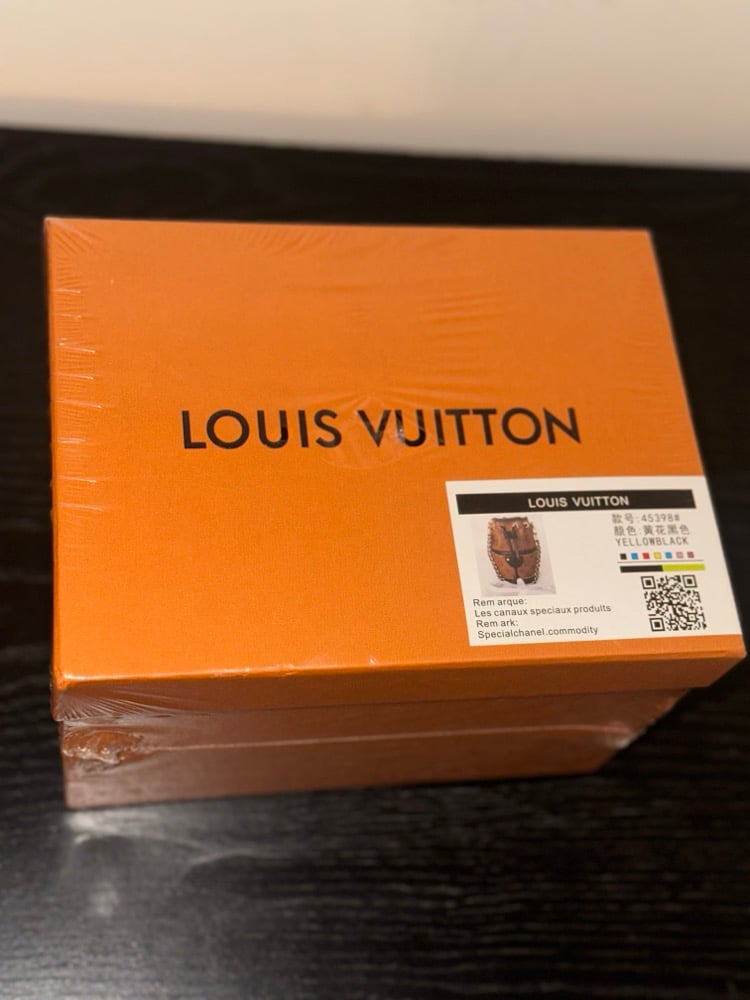 LOUIS VUITTON
LOUIS VUITTON
款号:45398#
颜色:黄花黑色
YELLOWBLACK
Rem arque:
Les canaux speciaux produits
Rem ark:
Specialchanel.commodity